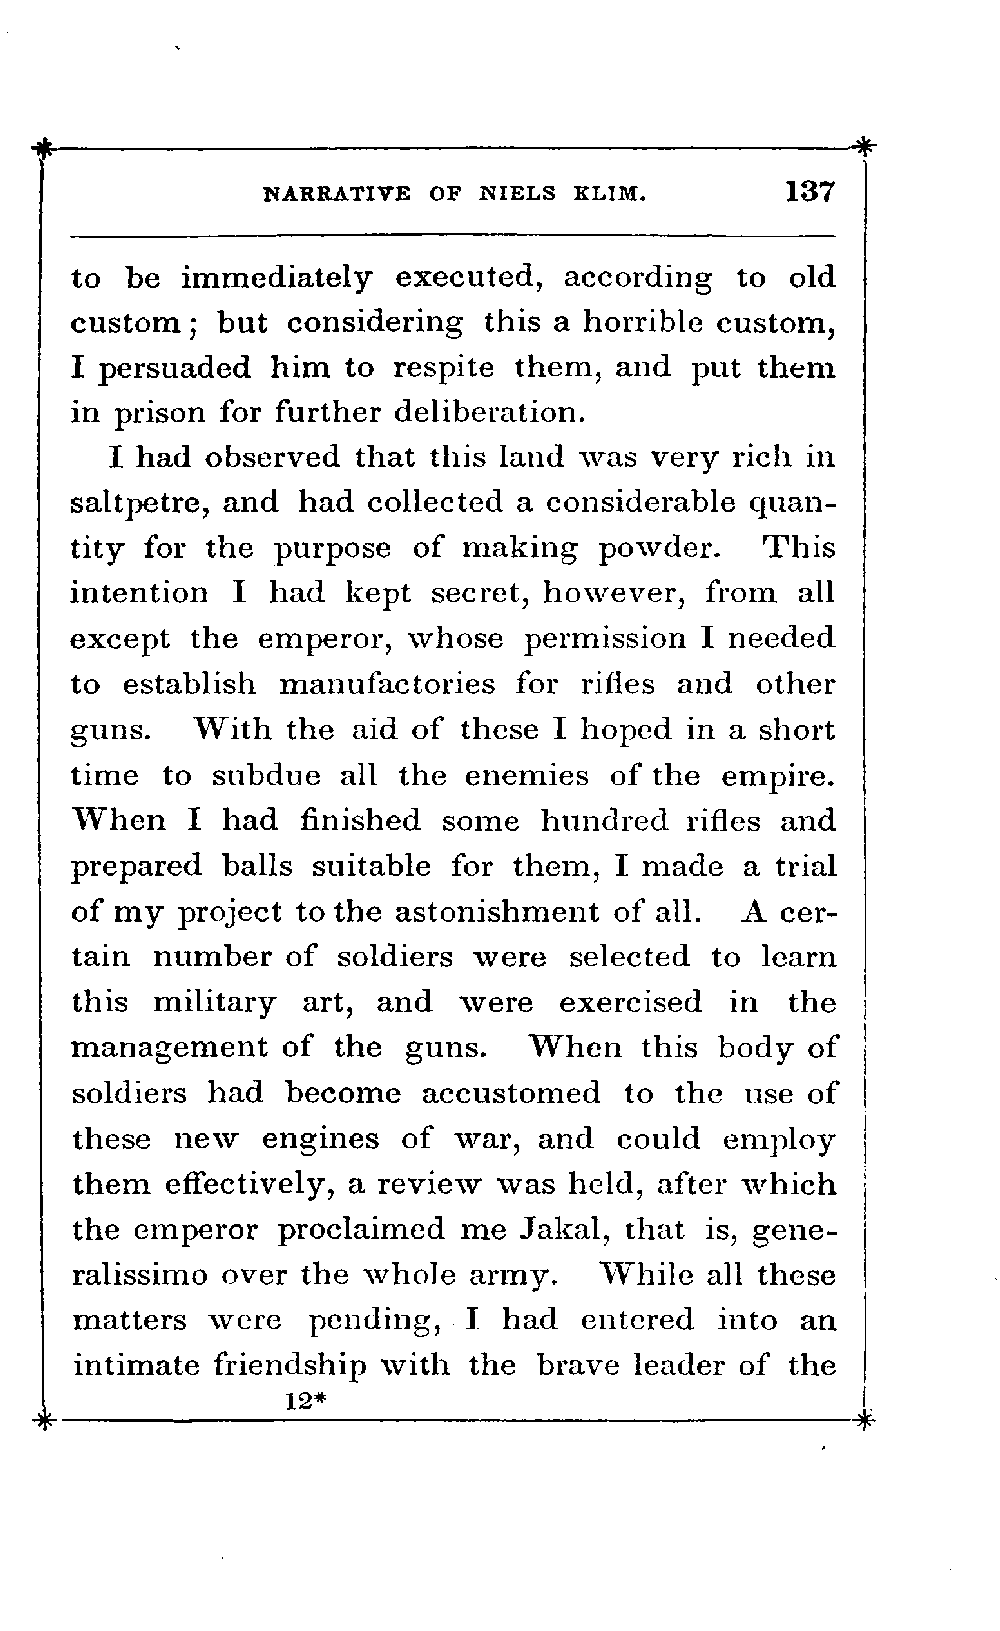 NARRATIVE OF NIELS KLIM. 137
to be immediately executed, according to old
custom; but considering this a horrible custom,
I persuaded him to respite them, and put them
in prison for further deliberation.
I had observed that this land was very rich in
saltpetre, and had collected a considerable quan-
tity for the purpose of making powder. This
intention I had kept secret, however, from all
except the emperor, whose permission I needed
to establish manufactories for rifles and other
guns. With the aid of these I hoped in a short
time to subdue all the enemies of the empire.
When I had finished some hundred rifles and
prepared balls suitable for them, I made a trial
of my project to the astonishment of all. A cer-
tain number of soldiers were selected to learn
this military art, and were exercised in the
management of the guns. When this body of
soldiers had become accustomed to the use of
these new engines of war, and could employ
them effectively, a review was held, after which
the emperor proclaimed me Jakal, that is, gene-
ralissimo over the whole army. While all these
matters were pending, I had entered into an
intimate friendship with the brave leader of the
12*